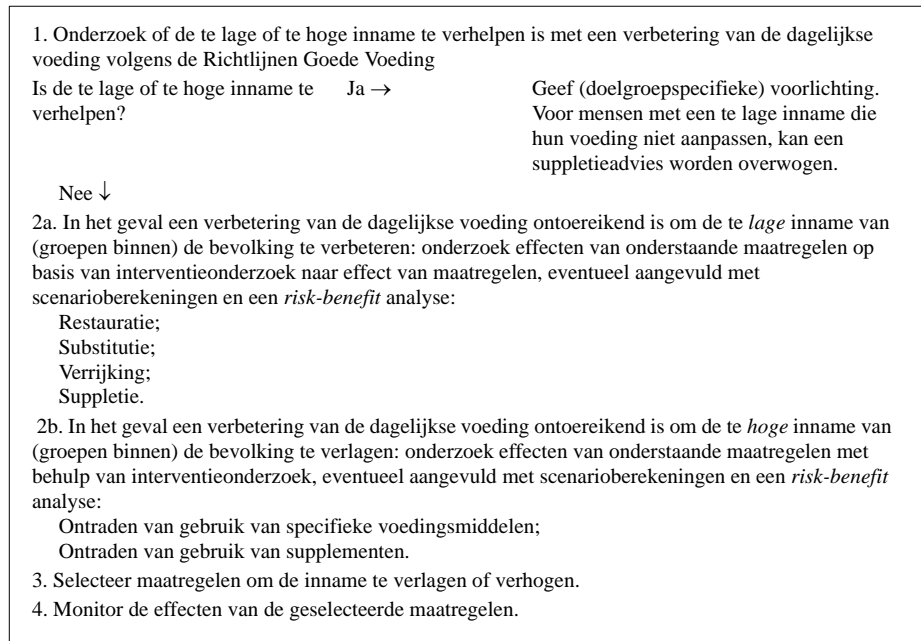 1. Onderzoek of de te lage of te hoge inname te verhelpen is met een verbetering van de dagelijkse
voeding volgens de Richtlijnen Goede Voeding
Is de te lage of te hoge inname te verhelpen?
Ja →
Geef (doelgroepspecifieke) voorlichting.
Voor mensen met een te lage inname die
hun voeding niet aanpassen, kan een
suppletieadvies worden overwogen.
Nee ↓
2a. In het geval een verbetering van de dagelijkse voeding ontoereikend is om de te lage inname van
(groepen binnen) de bevolking te verbeteren: onderzoek effecten van onderstaande maatregelen op
basis van interventieonderzoek naar effect van maatregelen, eventueel aangevuld met
scenarioberekeningen en een risk-benefit analyse:
Restauratie;
Substitutie;
Verrijking;
Suppletie.
2b. In het geval een verbetering van de dagelijkse voeding ontoereikend is om de te hoge inname van
(groepen binnen) de bevolking te verlagen: onderzoek effecten van onderstaande maatregelen met
behulp van interventieonderzoek, eventueel aangevuld met scenarioberekeningen en een risk-benefit
analyse:
Ontraden van gebruik van specifieke voedingsmiddelen;
Ontraden van gebruik van supplementen.
3. Selecteer maatregelen om de inname te verlagen of verhogen.
4. Monitor de effecten van de geselecteerde maatregelen.